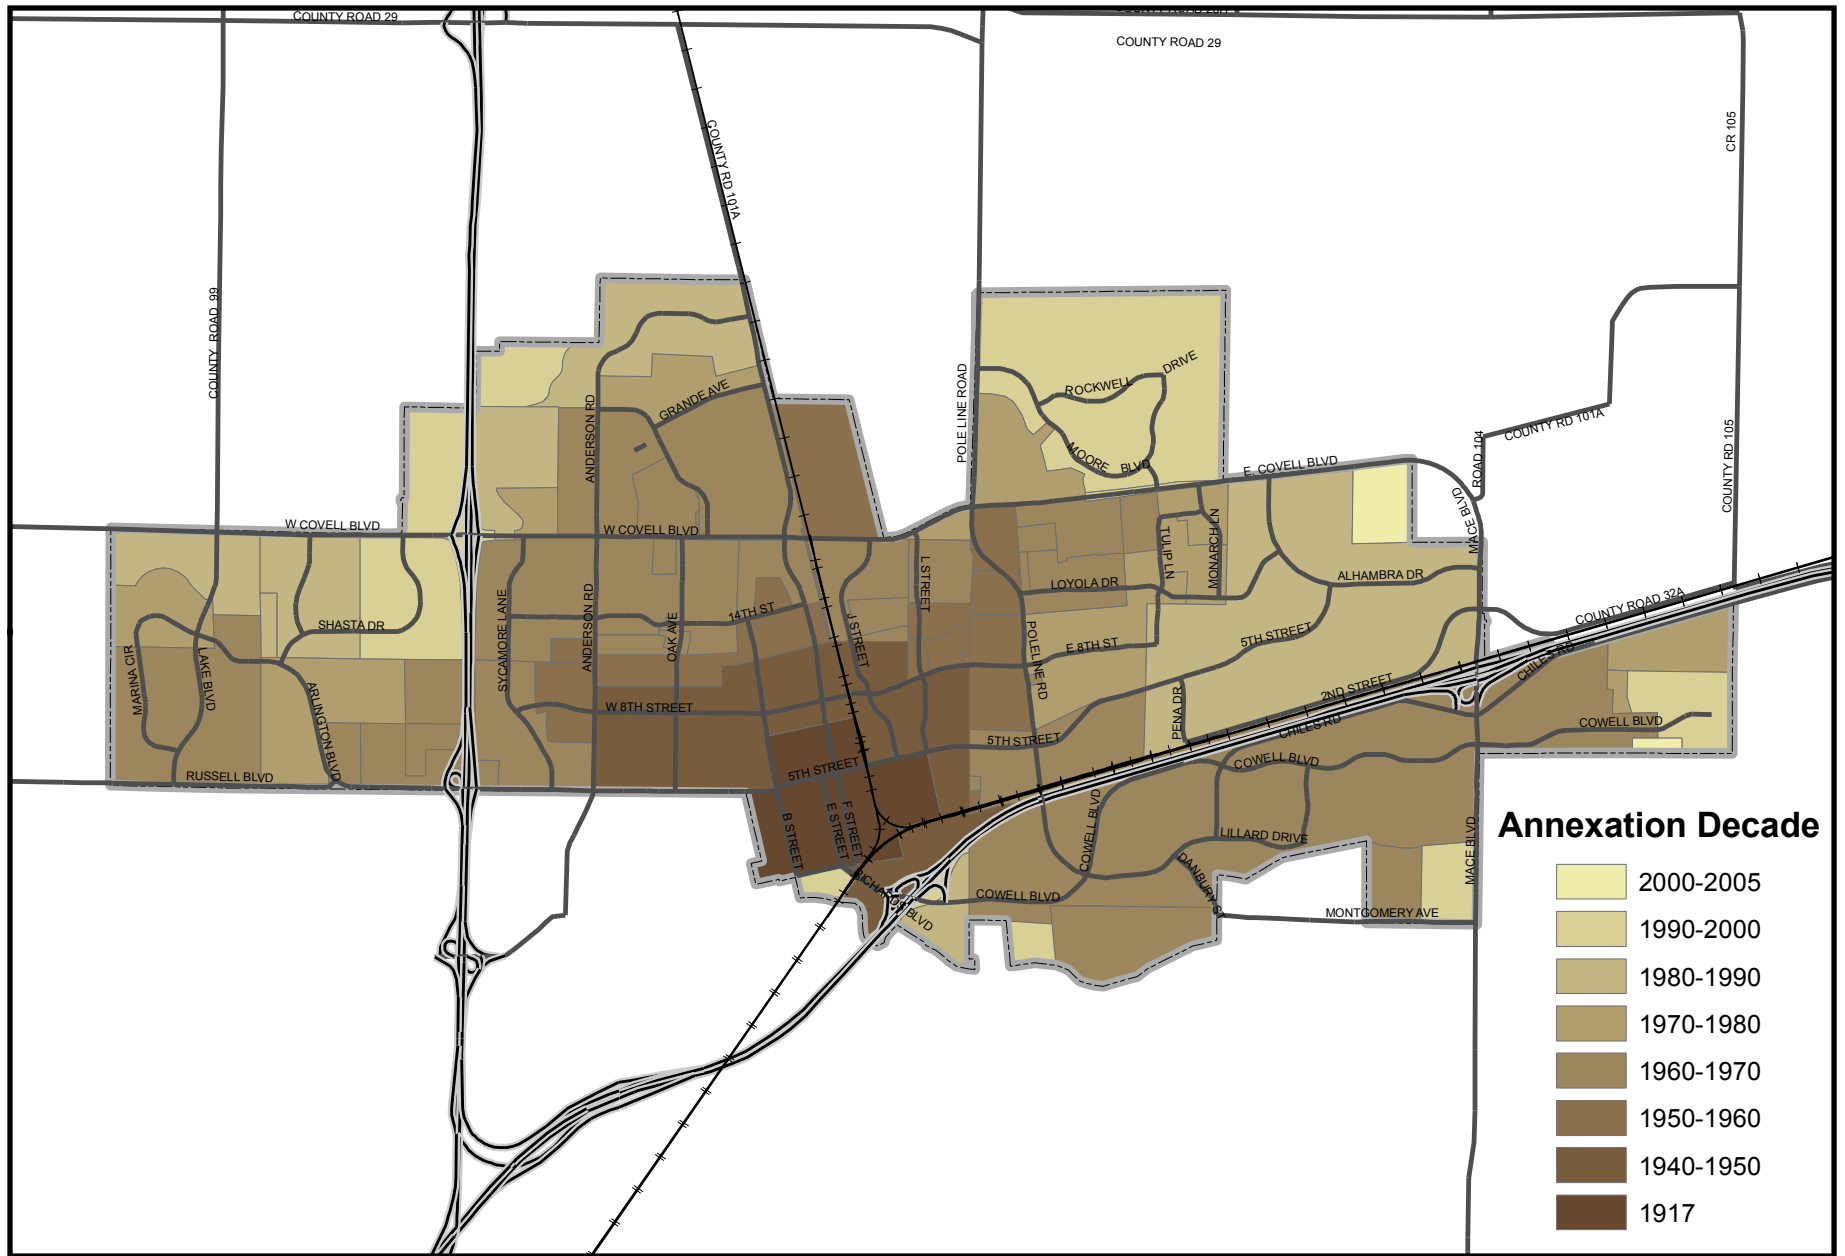 COUNTY ROAD 29
COUNTY ROAD 29
CR 105
COUNTY RD 101A
COUNTY ROAD 99
POLE LINE ROAD
ROCKWELL DRIVE
GRANDE AVE
ANDERSON RD
MOORE BLVD
E. COVELL BLVD
ROAD 104
COUNTY RD 101A
COUNTY RD 105
MACE BLVD
W COVELL BLVD
W COVELL BLVD
L STREET
TULIP LN
MONARCH LN
LOYOLA DR
ALHAMBRA DR
COUNTY ROAD 32A
SHASTA DR
SYCAMORE LANE
ANDERSON RD
OAK AVE
14TH ST
J STREET
POLELINE RD
E 8TH ST
5TH STREET
MARINA CIR
LAKE BLVD
ARLINGTON BLVD
W 8TH STREET
PENA DR
2ND STREET
CHILES RD
CHILES RD
COWELL BLVD
5TH STREET
5TH STREET
RUSSELL BLVD
COWELL BLVD
B STREET
E STREET
F STREET
COWELL BLVD
LILLARD DRIVE
DANBURY ST
MACE BLVD
RICHARDS BLVD
COWELL BLVD
MONTGOMERY AVE
Annexation Decade
2000-2005
1990-2000
1980-1990
1970-1980
1960-1970
1950-1960
1940-1950
1917